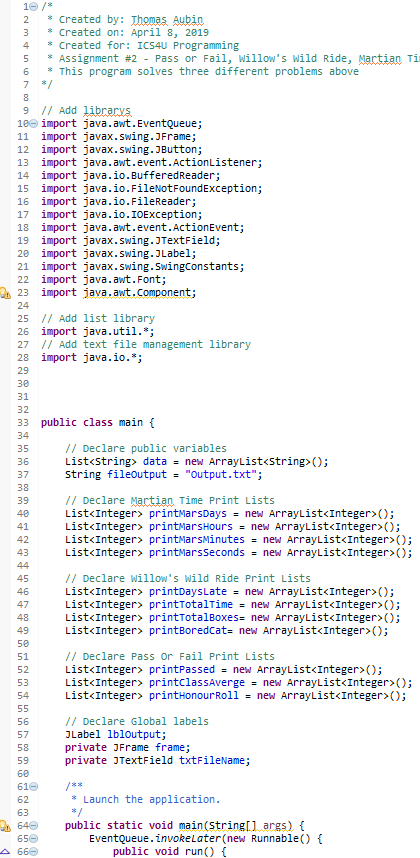 1 /*
2 * Created by: Thomas Aubin
3 * Created on: April 8, 2019
4 * Created for: ICS4U Programming
5 * Assignment #2 - Pass or Fail, Willow's Wild Ride, Martian Ti
6 * This program solves three different problems above
7 */
8
9 // Add librarys
10 import java.awt.EventQueue;
11 import javax.swing.JFrame;
12 import javax.swing.JButton;
13 import java.awt.event.ActionListener;
14 import java.io.BufferedReader;
15 import java.io.FileNotFoundException;
16 import java.io.FileReader;
17 import java.io.IOException;
18 import java.awt.event.ActionEvent;
19 import javax.swing.JTextField;
20 import javax.swing.JLabel;
21 import javax.swing.SwingConstants;
22 import java.awt.Font;
23 import java.awt.Component;
24
25 // Add list library
26 import java.util.*;
27 // Add text file management library
28 import java.io.*;
29
30
31
32
33 public class main {
34
35 // Declare public variables
36 List<String> data = new ArrayList<String>();
37 String fileOutput = "Output.txt";
38
39 // Declare Martian Time Print Lists
40 List<Integer> printMarsDays = new ArrayList<Integer>();
41 List<Integer> printMarsHours = new ArrayList<Integer>();
42 List<Integer> printMarsMinutes = new ArrayList<Integer>();
43 List<Integer> printMarsSeconds = new ArrayList<Integer>();
44
45 // Declare Willow's Wild Ride Print Lists
46 List<Integer> printDaysLate = new ArrayList<Integer>();
47 List<Integer> printTotalTime = new ArrayList<Integer>();
48 List<Integer> printTotalBoxes= new ArrayList<Integer>();
49 List<Integer> printBoredCat= new ArrayList<Integer>();
50
51 // Declare Pass Or Fail Print Lists
52 List<Integer> printPassed = new ArrayList<Integer>();
53 List<Integer> printClassAverge = new ArrayList<Integer>();
54 List<Integer> printHonourRoll = new ArrayList<Integer>();
55
56 // Declare Global labels
57 JLabel lblOutput;
58 private JFrame frame;
59 private JTextField txtFileName;
60
61 /**
62 * Launch the application.
63 */
64 public static void main(String[] args) {
65 EventQueue.invokeLater(new Runnable() {
66 public void run() {